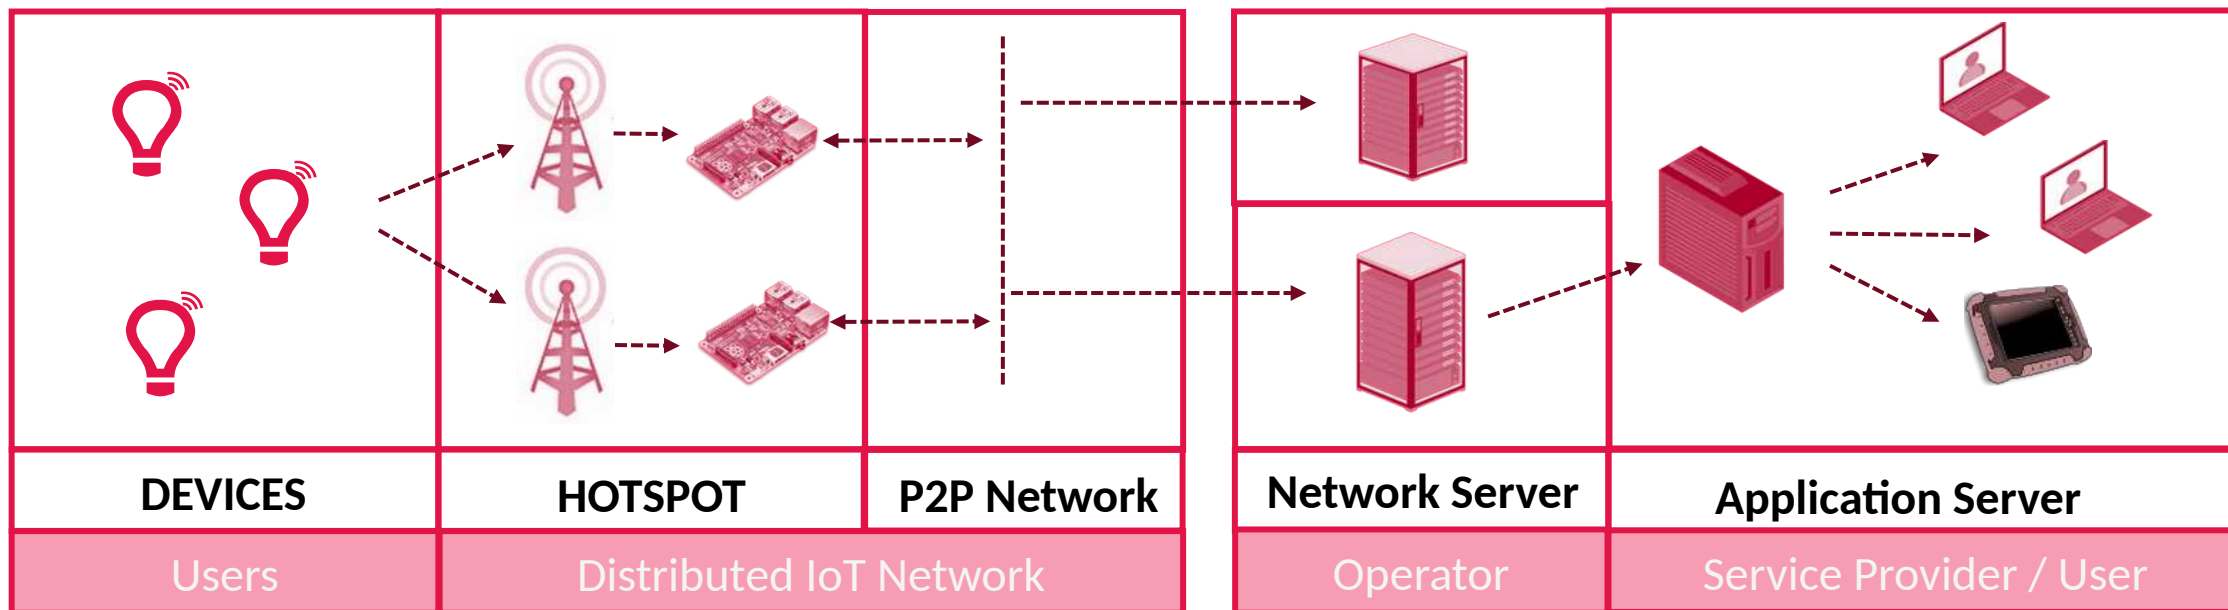 DEVICES
HOTSPOT
P2P Network
Network Server
Application Server
Users
Distributed IoT Network
Operator
Service Provider / User